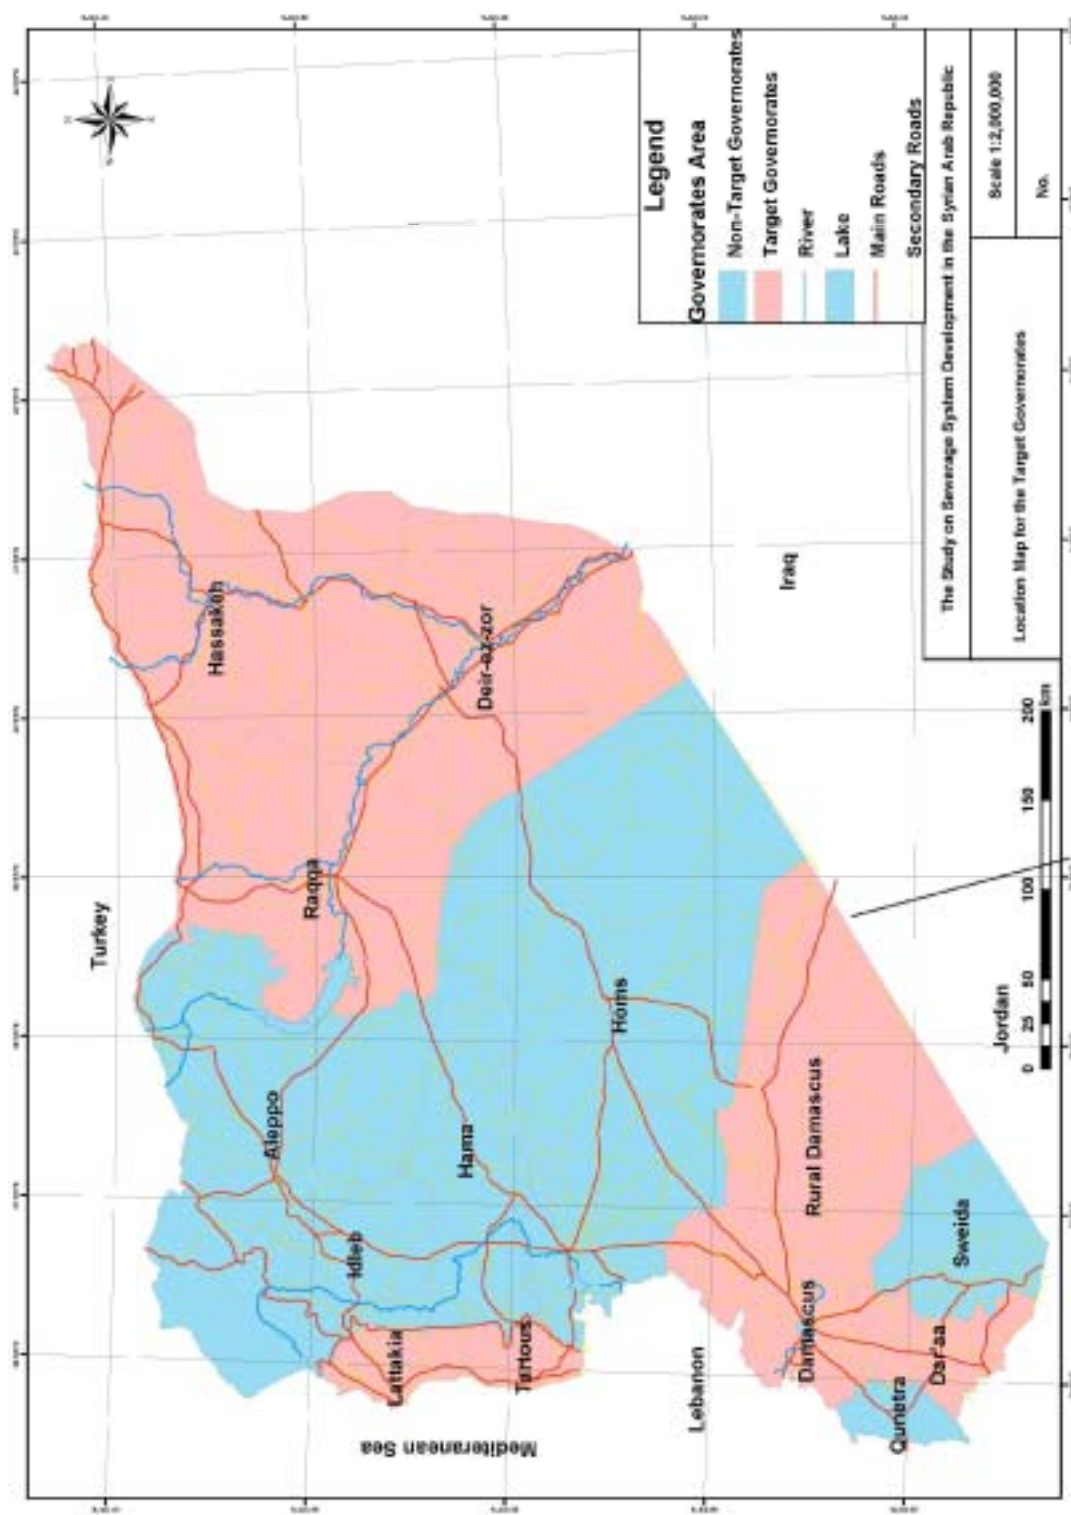 Turkey
Hassakeh
Raqqa
Aleppo
Deir-ez-zor
Idleb
Hama
Lattakia
Tartous
Mediteranean Sea
Homs
Lebanon
Iraq
Damascus
Rural Damascus
Qunetra
Dar'aa
Sweida
Jordan
0 25 50 100 150 200
km
Legend
Governorates Area
Non-Target Governorates
Target Governorates
River
Lake
Main Roads
Secondary Roads
The Study on Sewerage System Development in the Syrian Arab Republic
Location Map for the Target Governorates
Scale 1:2,000,000
No.